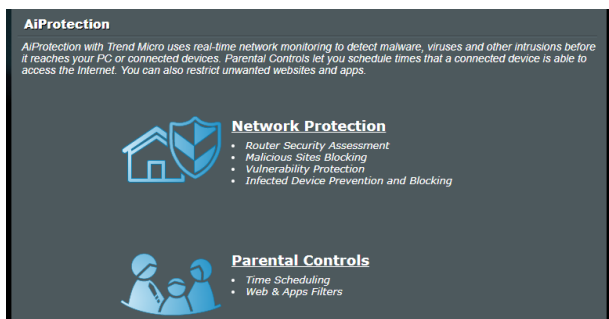 AiProtection
AiProtection with Trend Micro uses real-time network monitoring to detect malware, viruses and other intrusions before
it reaches your PC or connected devices. Parental Controls let you schedule times that a connected device is able to
access the Internet. You can also restrict unwanted websites and apps.
Network Protection
• Router Security Assessment
• Malicious Sites Blocking
• Vulnerability Protection
• Infected Device Prevention and Blocking
Parental Controls
• Time Scheduling
• Web & Apps Filters